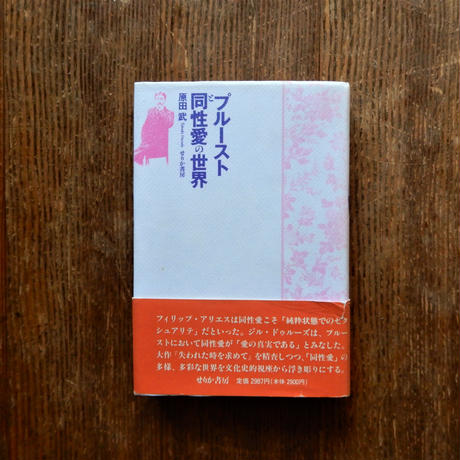 プルーストと
同性愛の世界
原田 武
せりか書房
フィリップ・アリエスは同性愛こそ「純粋状態でのセク
シュアリテ」だといった。ジル・ドゥルーズは、プルー
ストにおいて同性愛が「愛の真実である」とみなした。
大作「失われた時を求めて」を精査しつつ、「同性愛」の
多様、多彩な世界を文化史的視座から浮き彫りにする。
せりか書房 定価 2987円(本体 2900円)